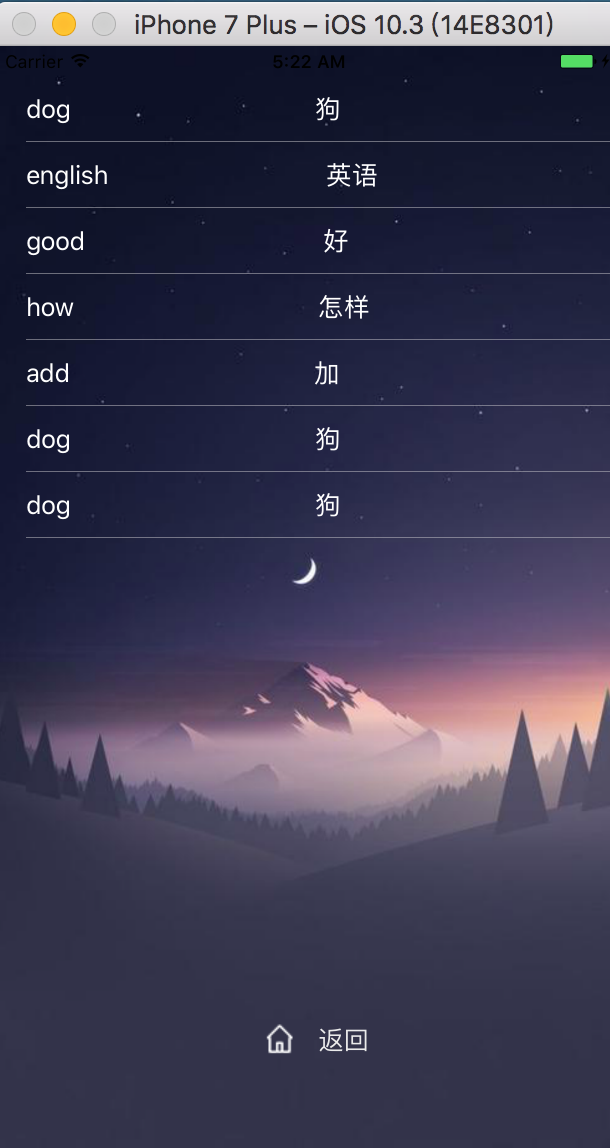 iPhone 7 Plus – iOS 10.3 (14E8301)
Carrier 5:22 AM
dog 狗
english 英语
good 好
how 怎样
add 加
dog 狗
dog 狗
返回